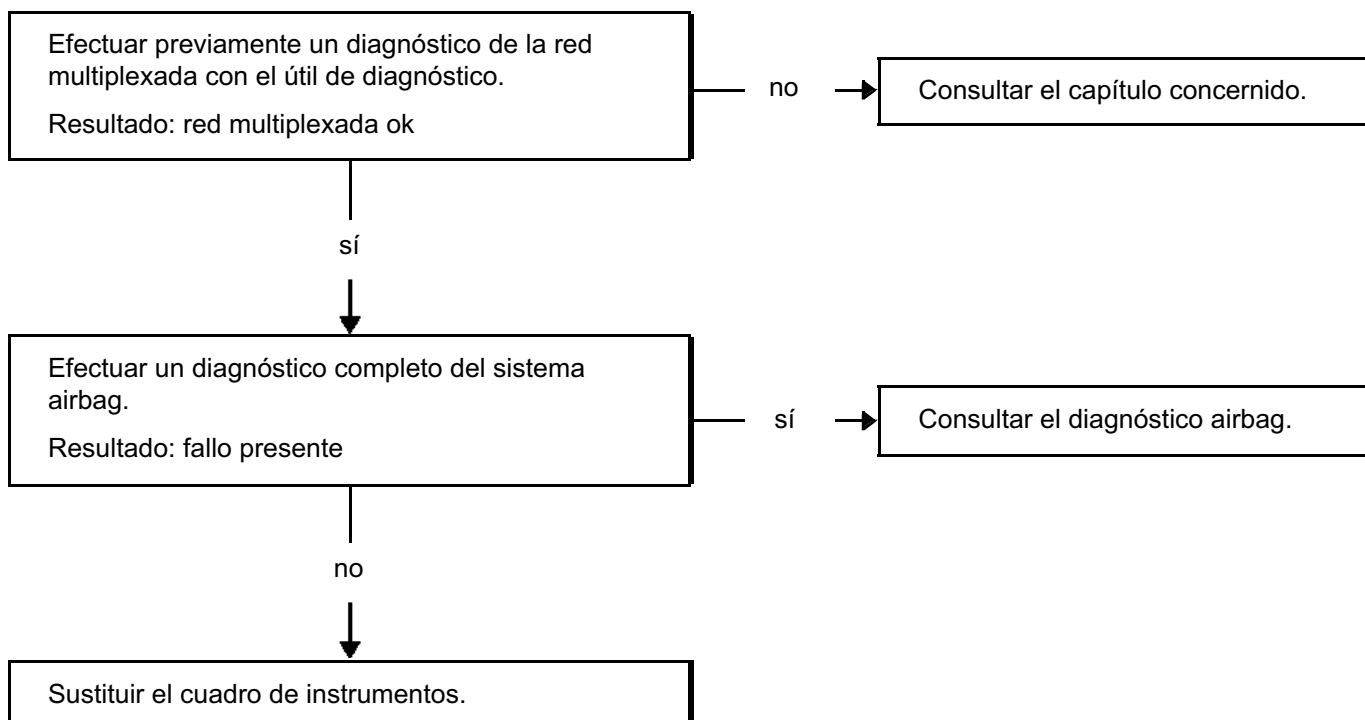 Efectuar previamente un diagnóstico de la red
multiplexada con el útil de diagnóstico.
Resultado: red multiplexada ok
no
Consultar el capítulo concernido.
sí
Efectuar un diagnóstico completo del sistema
airbag.
Resultado: fallo presente
sí
Consultar el diagnóstico airbag.
no
Sustituir el cuadro de instrumentos.